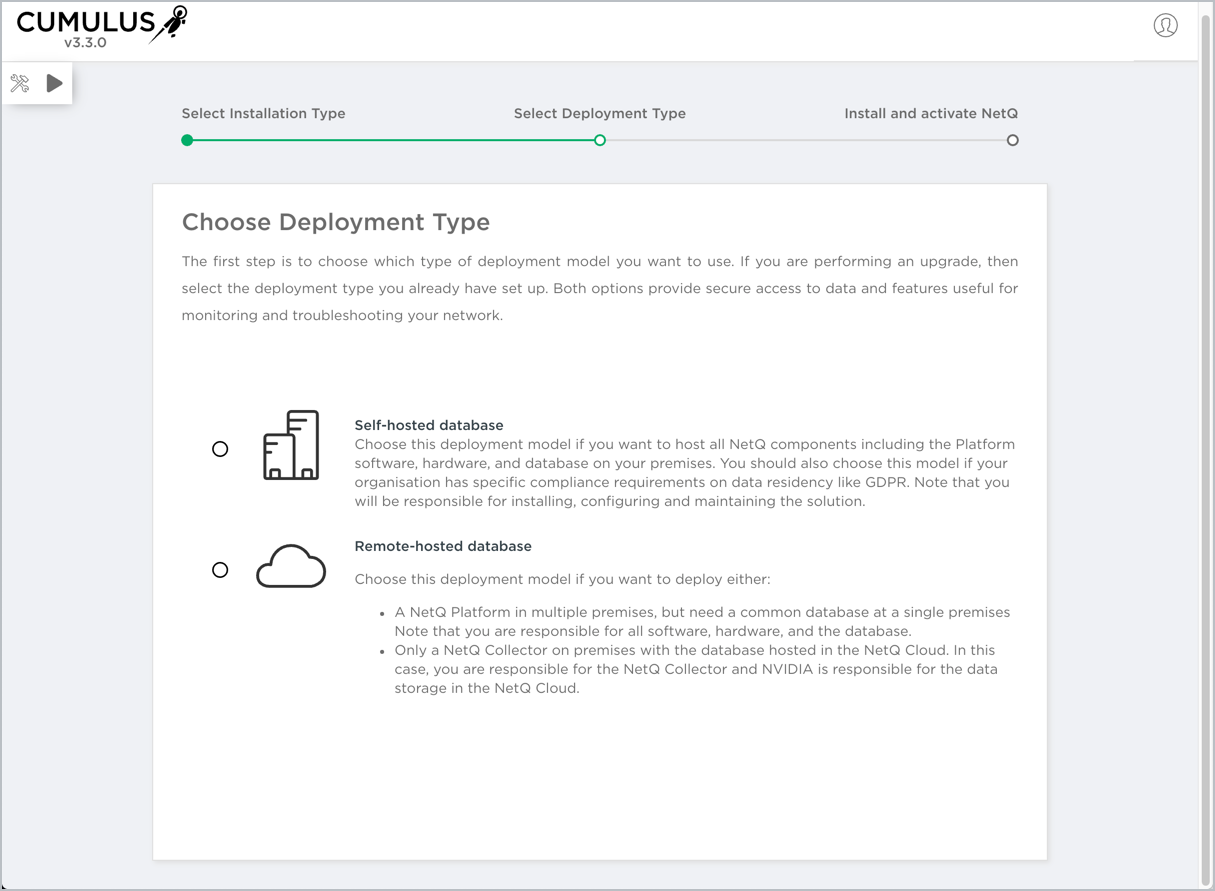 CUMULUS
v3.3.0
Select Installation Type
Select Deployment Type
Install and activate NetQ
Choose Deployment Type
The first step is to choose which type of deployment model you want to use. If you are performing an upgrade, then
select the deployment type you already have set up. Both options provide secure access to data and features useful for
monitoring and troubleshooting your network.
Self-hosted database
Choose this deployment model if you want to host all NetQ components including the Platform
software, hardware, and database on your premises. You should also choose this model if your
organisation has specific compliance requirements on data residency like GDPR. Note that you
will be responsible for installing, configuring and maintaining the solution.
Remote-hosted database
Choose this deployment model if you want to deploy either:
• A NetQ Platform in multiple premises, but need a common database at a single premises
Note that you are responsible for all software, hardware, and the database.
• Only a NetQ Collector on premises with the database hosted in the NetQ Cloud. In this
case, you are responsible for the NetQ Collector and NVIDIA is responsible for the data
storage in the NetQ Cloud.